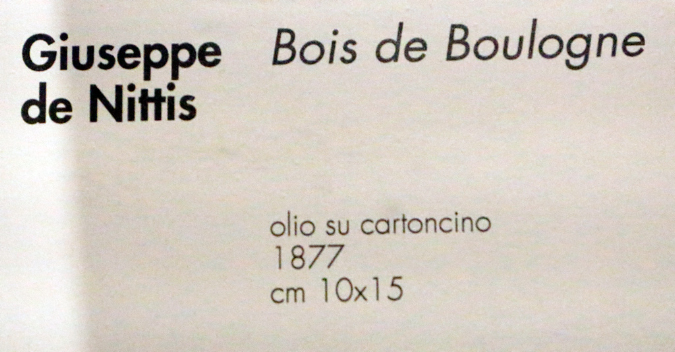 Giuseppe
de Nittis
Bois de Boulogne
olio su cartoncino
1877
cm 10x15